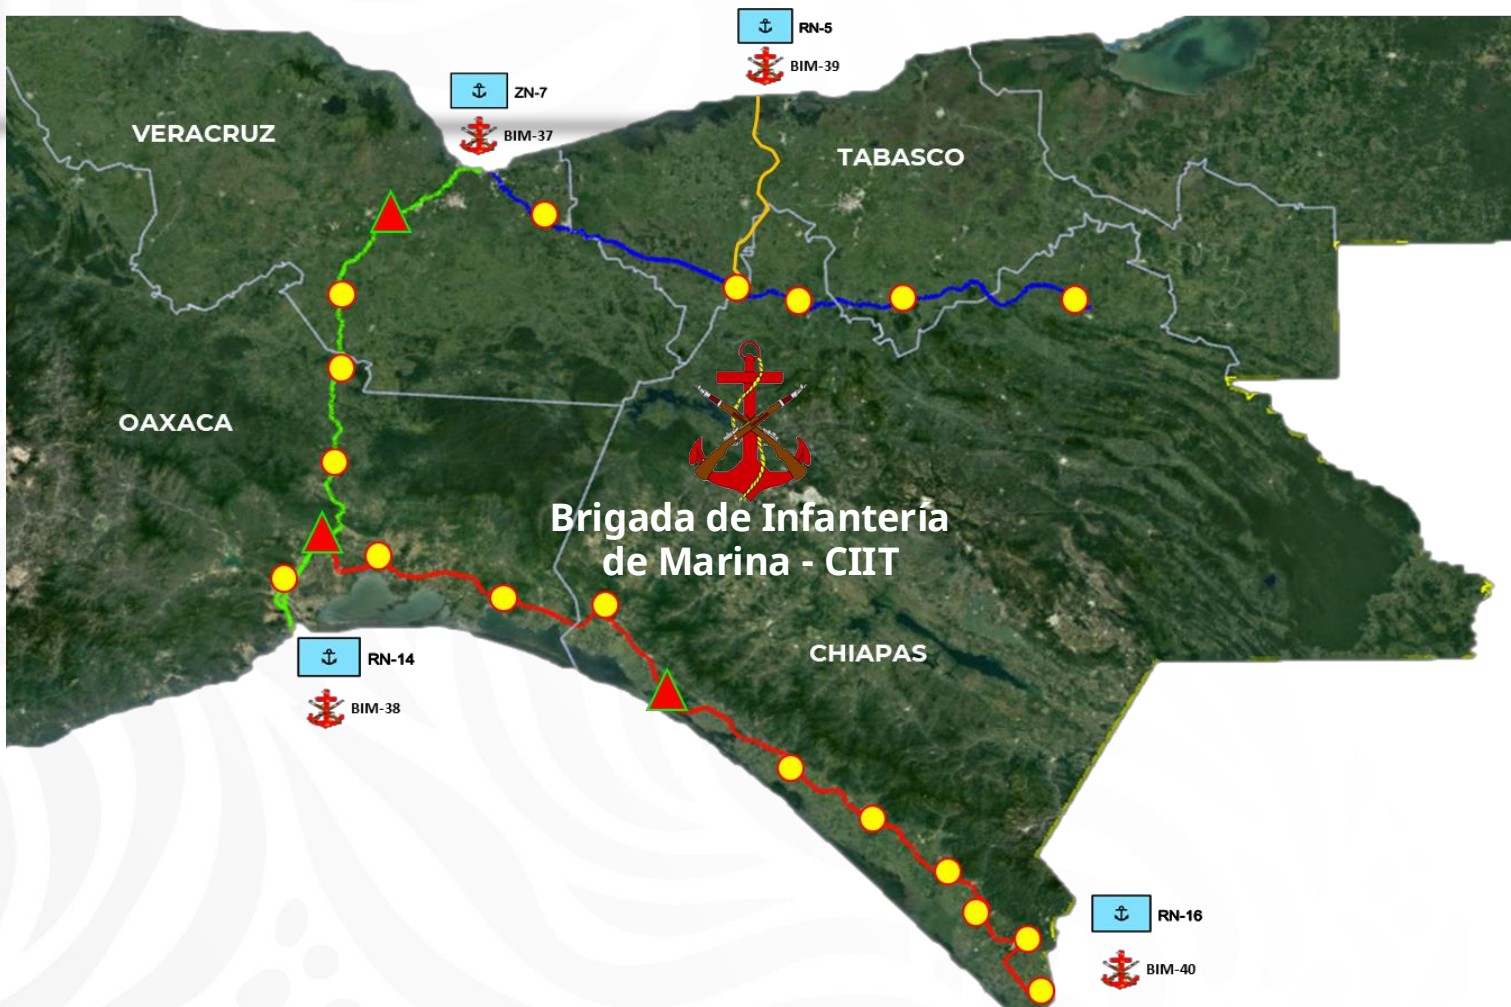 RN-5
BIM-39
ZN-7
BIM-37
VERACRUZ
TABASCO
OAXACA
Brigada de Infantería
de Marina - CIIT
CHIAPAS
RN-14
BIM-38
RN-16
BIM-40